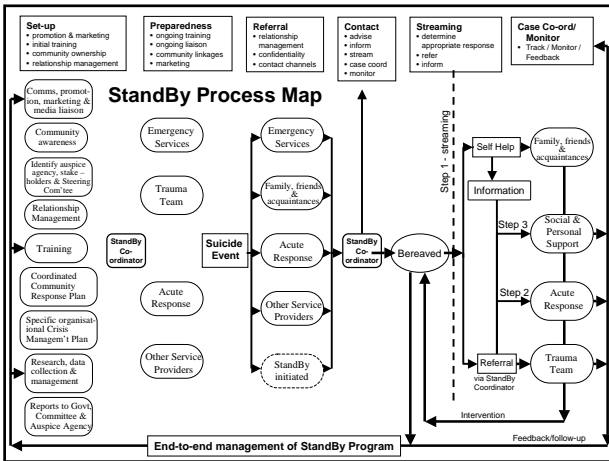 Set-up
• promotion & marketing
• initial training
• community ownership
• relationship management
Preparedness
• ongoing training
• ongoing liaison
• community linkages
• marketing
Referral
• relationship
management
• confidentiality
• contact channels
Contact
• advise
• inform
• stream
• case coord
• monitor
Streaming
• determine
appropriate response
• refer
• inform
Case Co-ord/
Monitor
• Track / Monitor /
Feedback
StandBy Process Map
Comms, promot-
ion, marketing &
media liaison
Community
awareness
Identify auspice
agency, stake –
holders & Steering
Com'tee
Relationship
Management
Training
Coordinated
Community
Response Plan
Specific organisat-
ional Crisis
Managem't Plan
Research, data
collection &
management
Reports to Govt,
Committee &
Auspice Agency
Emergency
Services
Trauma
Team
StandBy
Co-
ordinator
Acute
Response
Other Service
Providers
Suicide
Event
Emergency
Services
Family, friends &
acquaintances
Acute
Response
Other Service
Providers
StandBy
initiated
StandBy
Co-
ordinator
Bereaved
Step 1 - streaming
Self Help
Information
Step 3
Step 2
Referral
via StandBy
Coordinator
Family, friends
&
acquaintances
Social &
Personal
Support
Acute
Response
Trauma
Team
Intervention
Feedback/follow-up
End-to-end management of StandBy Program